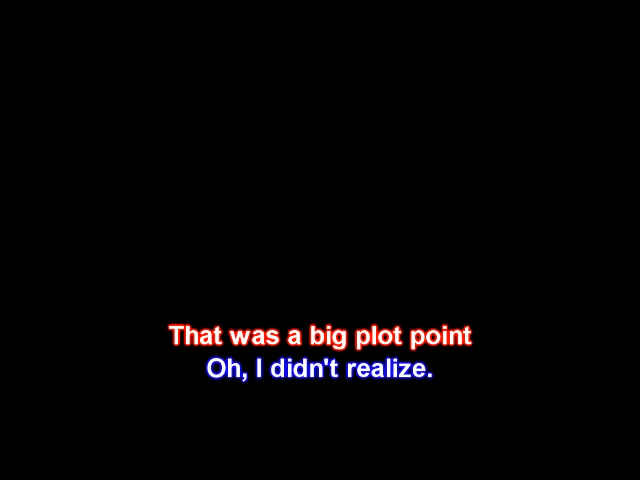 That was a big plot point
Oh, I didn't realize.